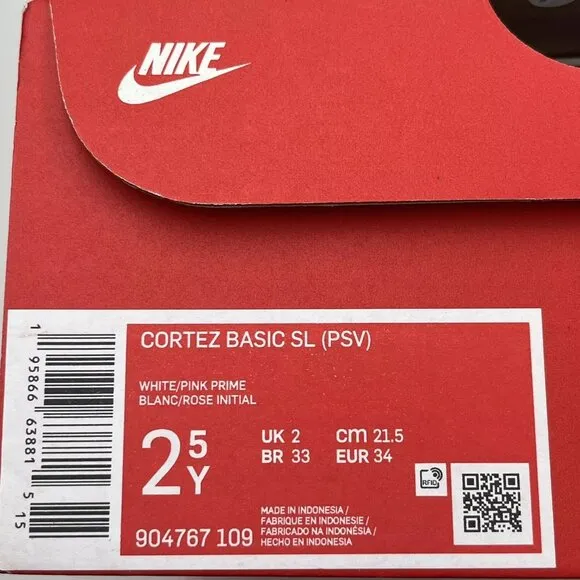 NIKE
CORTEZ BASIC SL (PSV)
WHITE/PINK PRIME
BLANC/ROSE INITIAL
2 5 Y
UK 2 CM 21.5
BR 33 EUR 34
RFID
904767 109
MADE IN INDONESIA /
FABRIQUE EN INDONESIE /
FABRICADO NA INDONÉSIA /
HECHO EN INDONESIA
1 95866 63881 5 15